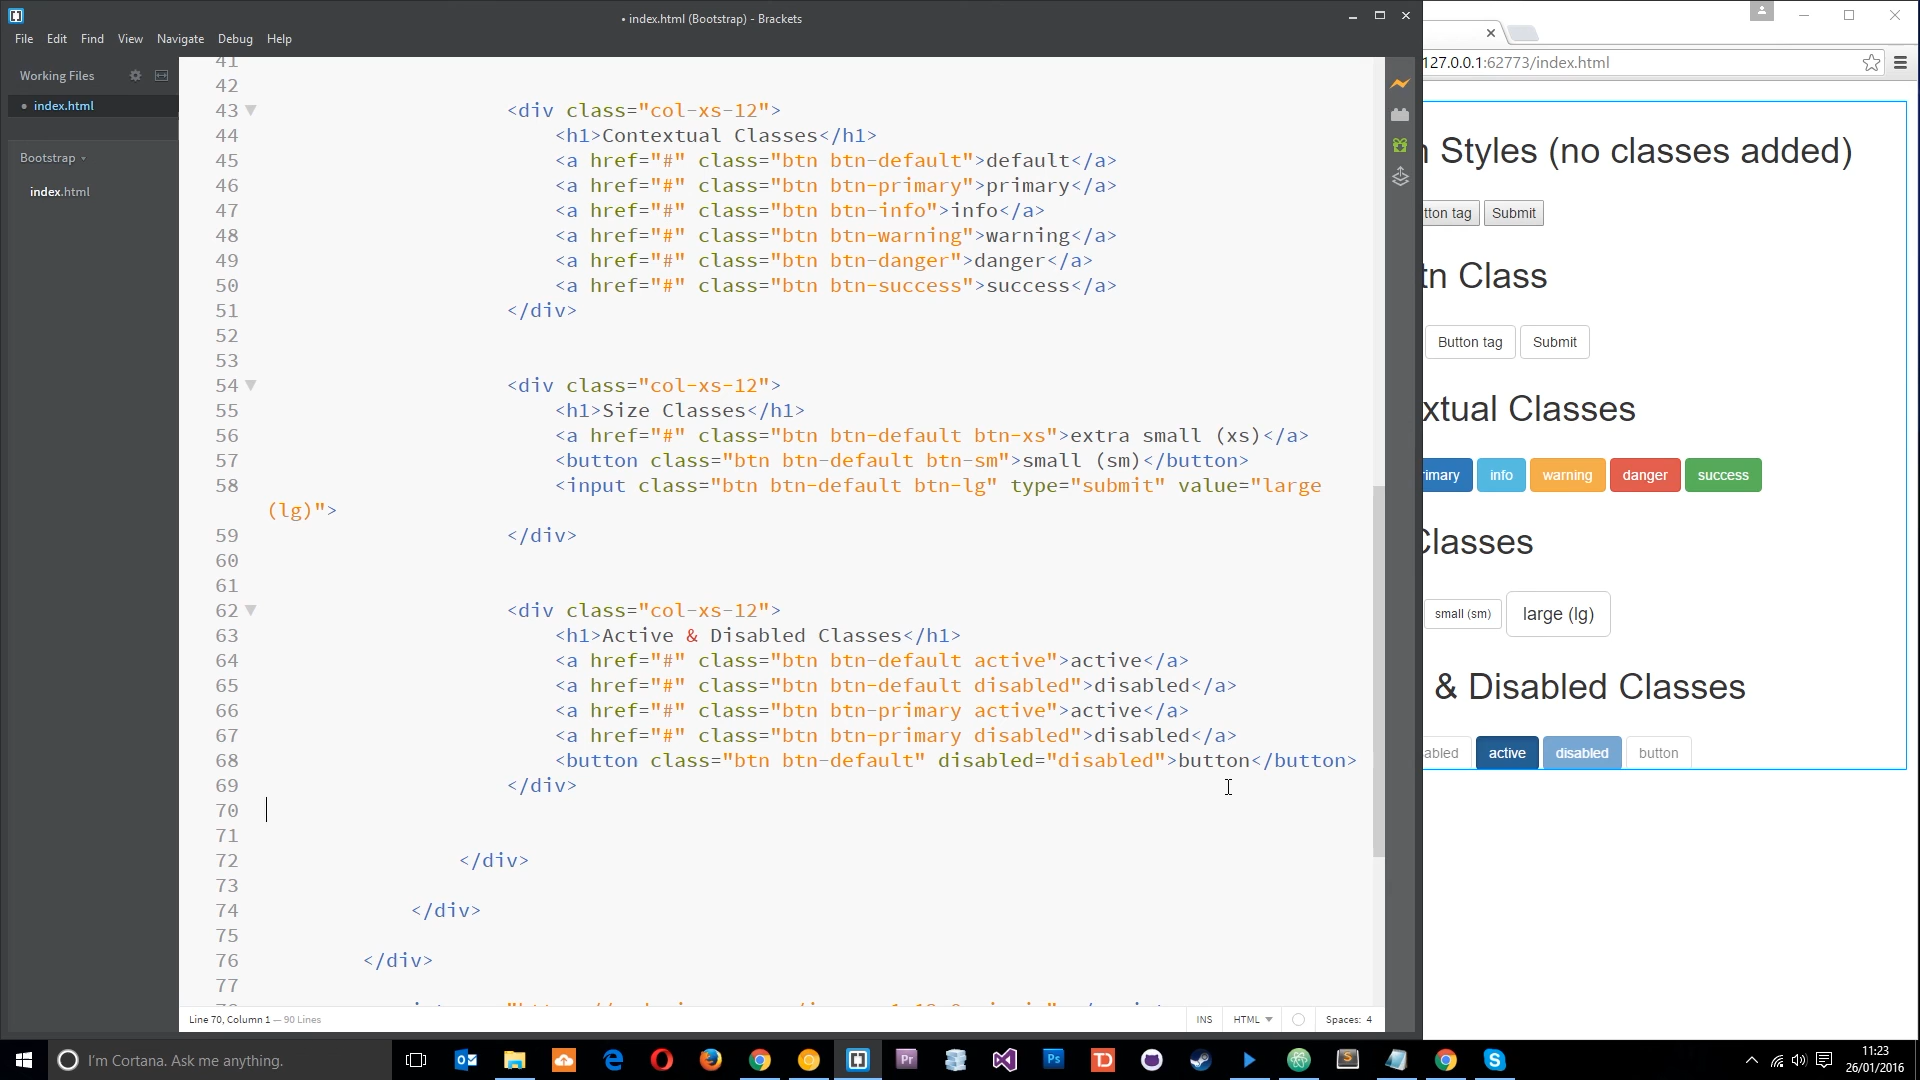 • index.html (Bootstrap) - Brackets
File Edit Find View Navigate Debug Help
Working Files
• index.html
Bootstrap
index.html
41
42
43 <div class="col-xs-12">
44 <h1>Contextual Classes</h1>
45 <a href="#" class="btn btn-default">default</a>
46 <a href="#" class="btn btn-primary">primary</a>
47 <a href="#" class="btn btn-info">info</a>
48 <a href="#" class="btn btn-warning">warning</a>
49 <a href="#" class="btn btn-danger">danger</a>
50 <a href="#" class="btn btn-success">success</a>
51 </div>
52
53
54 <div class="col-xs-12">
55 <h1>Size Classes</h1>
56 <a href="#" class="btn btn-default btn-xs">extra small (xs)</a>
57 <button class="btn btn-default btn-sm">small (sm)</button>
58 <input class="btn btn-default btn-lg" type="submit" value="large
(lg)">
59 </div>
60
61
62 <div class="col-xs-12">
63 <h1>Active & Disabled Classes</h1>
64 <a href="#" class="btn btn-default active">active</a>
65 <a href="#" class="btn btn-default disabled">disabled</a>
66 <a href="#" class="btn btn-primary active">active</a>
67 <a href="#" class="btn btn-primary disabled">disabled</a>
68 <button class="btn btn-default" disabled="disabled">button</button>
69 </div>
70
71
72 </div>
73
74 </div>
75
76 </div>
77
Line 70, Column 1 — 90 Lines
INS HTML Spaces: 4
127.0.0.1:62773/index.html
n Styles (no classes added)
tton tag Submit
tn Class
Button tag Submit
xtual Classes
imary info warning danger success
Classes
small (sm) large (lg)
& Disabled Classes
abled active disabled button
I'm Cortana. Ask me anything.
11:23
26/01/2016